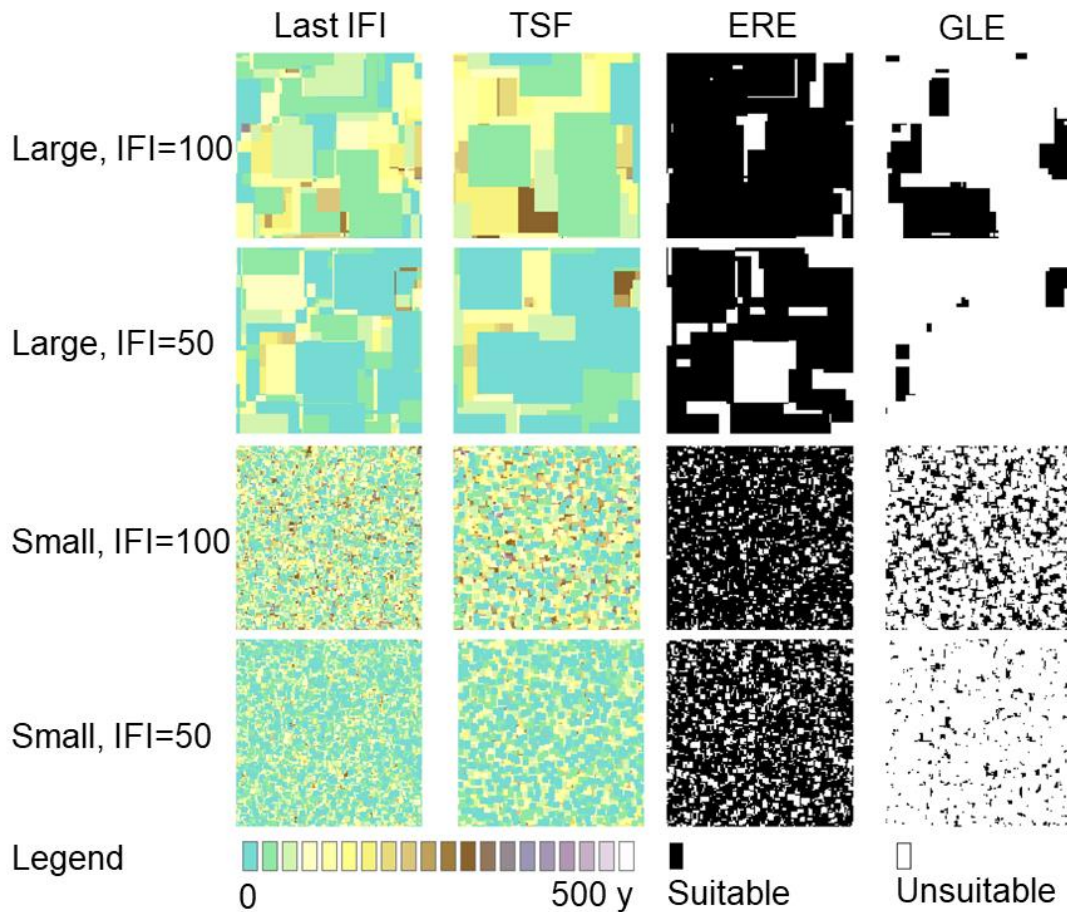 Last IFI TSF ERE GLE
Large, IFI=100
Large, IFI=50
Small, IFI=100
Small, IFI=50
Legend
0 500 y Suitable Unsuitable